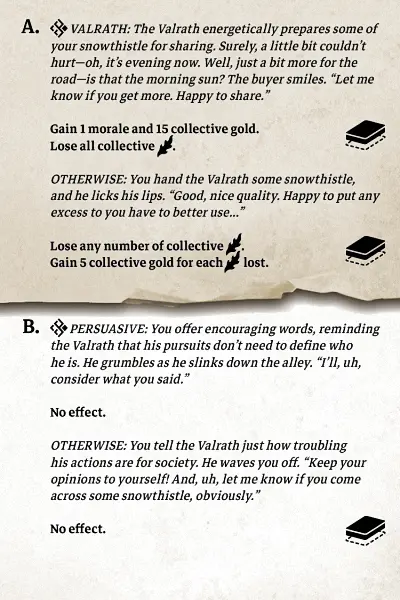 A. VALRATH: The Valrath energetically prepares some of
your snowthistle for sharing. Surely, a little bit couldn't
hurt—oh, it's evening now. Well, just a bit more for the
road—is that the morning sun? The buyer smiles. "Let me
know if you get more. Happy to share."
Gain 1 morale and 15 collective gold.
Lose all collective .
OTHERWISE: You hand the Valrath some snowthistle,
and he licks his lips. "Good, nice quality. Happy to put any
excess to you have to better use..."
Lose any number of collective .
Gain 5 collective gold for each lost.
B. PERSUASIVE: You offer encouraging words, reminding
the Valrath that his pursuits don't need to define who
he is. He grumbles as he slinks down the alley. "I'll, uh,
consider what you said."
No effect.
OTHERWISE: You tell the Valrath just how troubling
his actions are for society. He waves you off. "Keep your
opinions to yourself! And, uh, let me know if you come
across some snowthistle, obviously."
No effect.